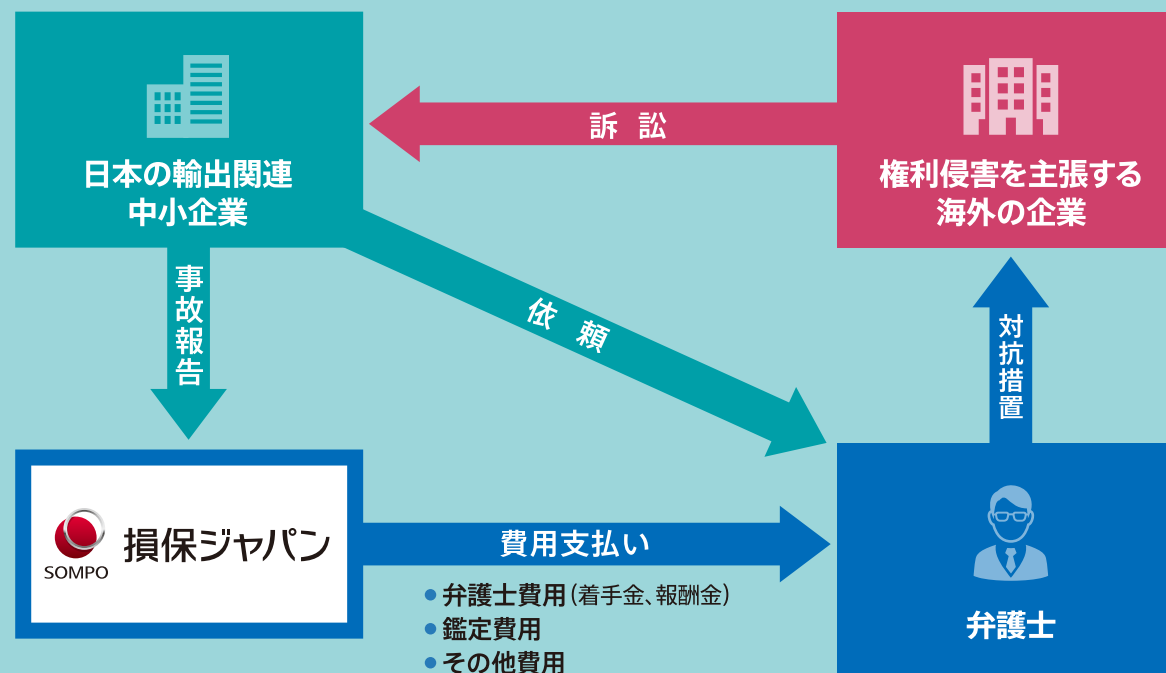 日本の輸出関連
中小企業
訴訟
権利侵害を主張する
海外の企業
事故報告
依頼
対抗措置
SOMPO
損保ジャパン
費用支払い
● 弁護士費用(着手金、報酬金)
● 鑑定費用
● その他費用
弁護士